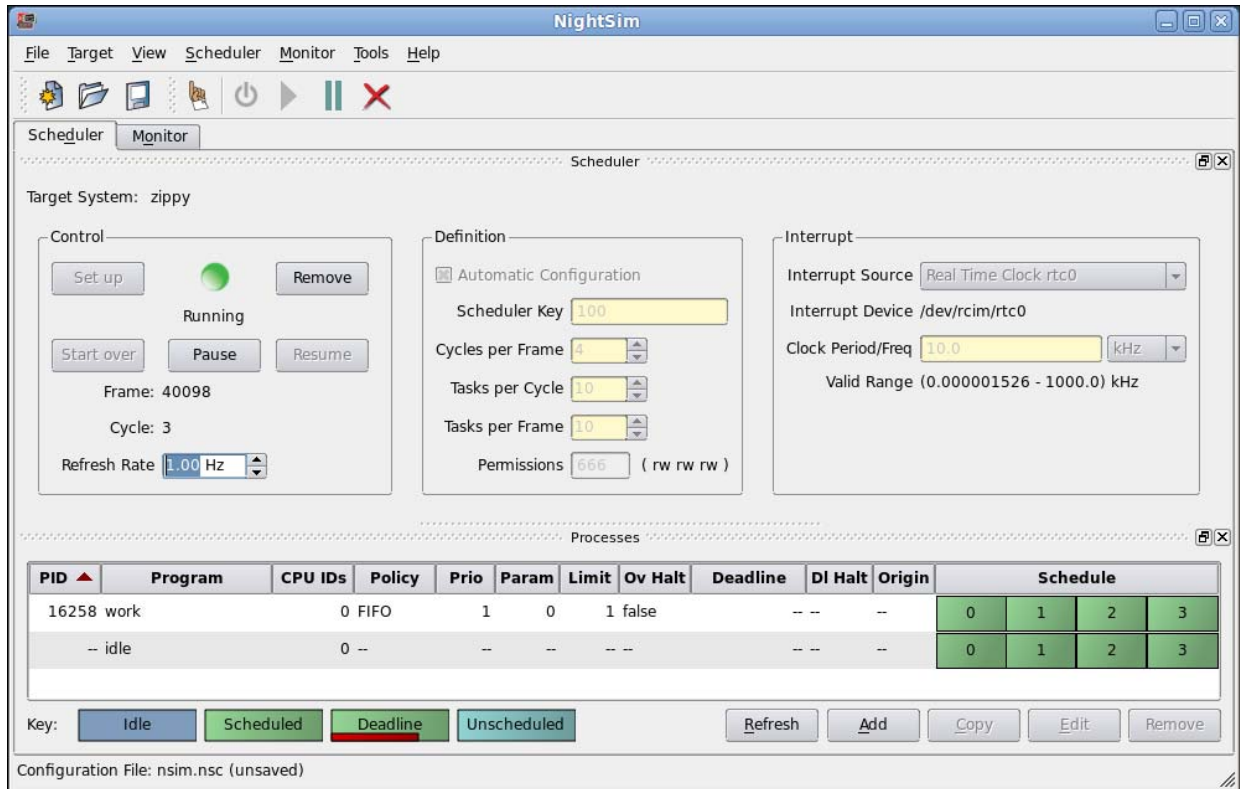 NightSim
File Target View Scheduler Monitor Tools Help
Scheduler Monitor
Scheduler
Target System: zippy
Control
Set up
Remove
Running
Start over
Pause
Resume
Frame: 40098
Cycle: 3
Refresh Rate 1.00 Hz
Definition
Automatic Configuration
Scheduler Key 100
Cycles per Frame 4
Tasks per Cycle 10
Tasks per Frame 10
Permissions 666 ( rw rw rw )
Interrupt
Interrupt Source Real Time Clock rtc0
Interrupt Device /dev/rcim/rtc0
Clock Period/Freq 10.0 kHz
Valid Range (0.000001526 - 1000.0) kHz
Processes
PID Program CPU IDs Policy Prio Param Limit Ov Halt Deadline Dl Halt Origin Schedule
16258 work 0 FIFO 1 0 1 false -- -- -- 0 1 2 3
-- idle 0 -- -- -- -- -- -- -- -- 0 1 2 3
Key: Idle Scheduled Deadline Unscheduled Refresh Add Copy Edit Remove
Configuration File: nsim.nsc (unsaved)